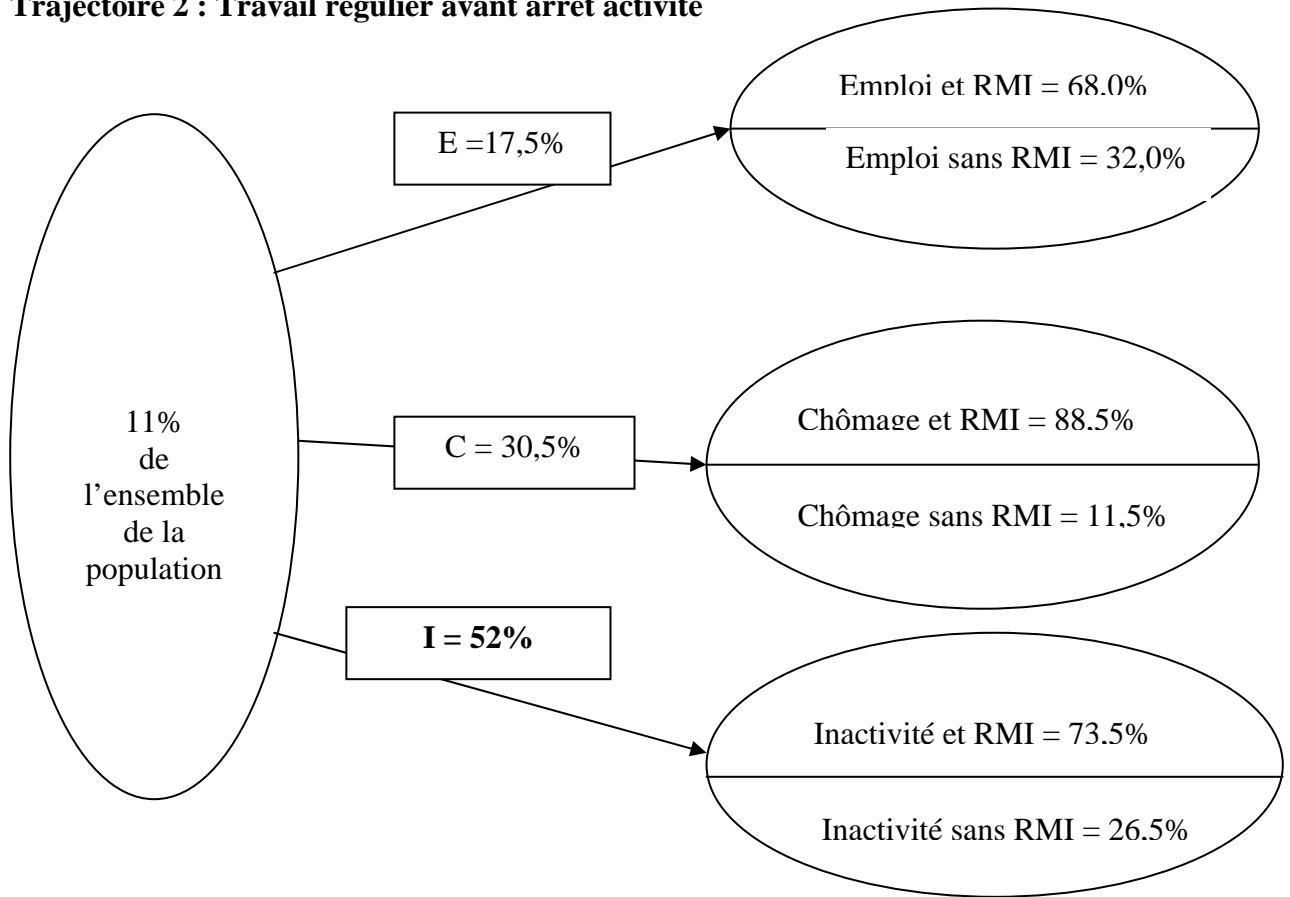 Trajectoire 2 : Travail régulier avant arrêt activité
E =17,5%
Emploi et RMI = 68,0%
Emploi sans RMI = 32,0%
11%
de
l’ensemble
de la
population
C = 30,5%
Chômage et RMI = 88,5%
Chômage sans RMI = 11,5%
I = 52%
Inactivité et RMI = 73,5%
Inactivité sans RMI = 26,5%